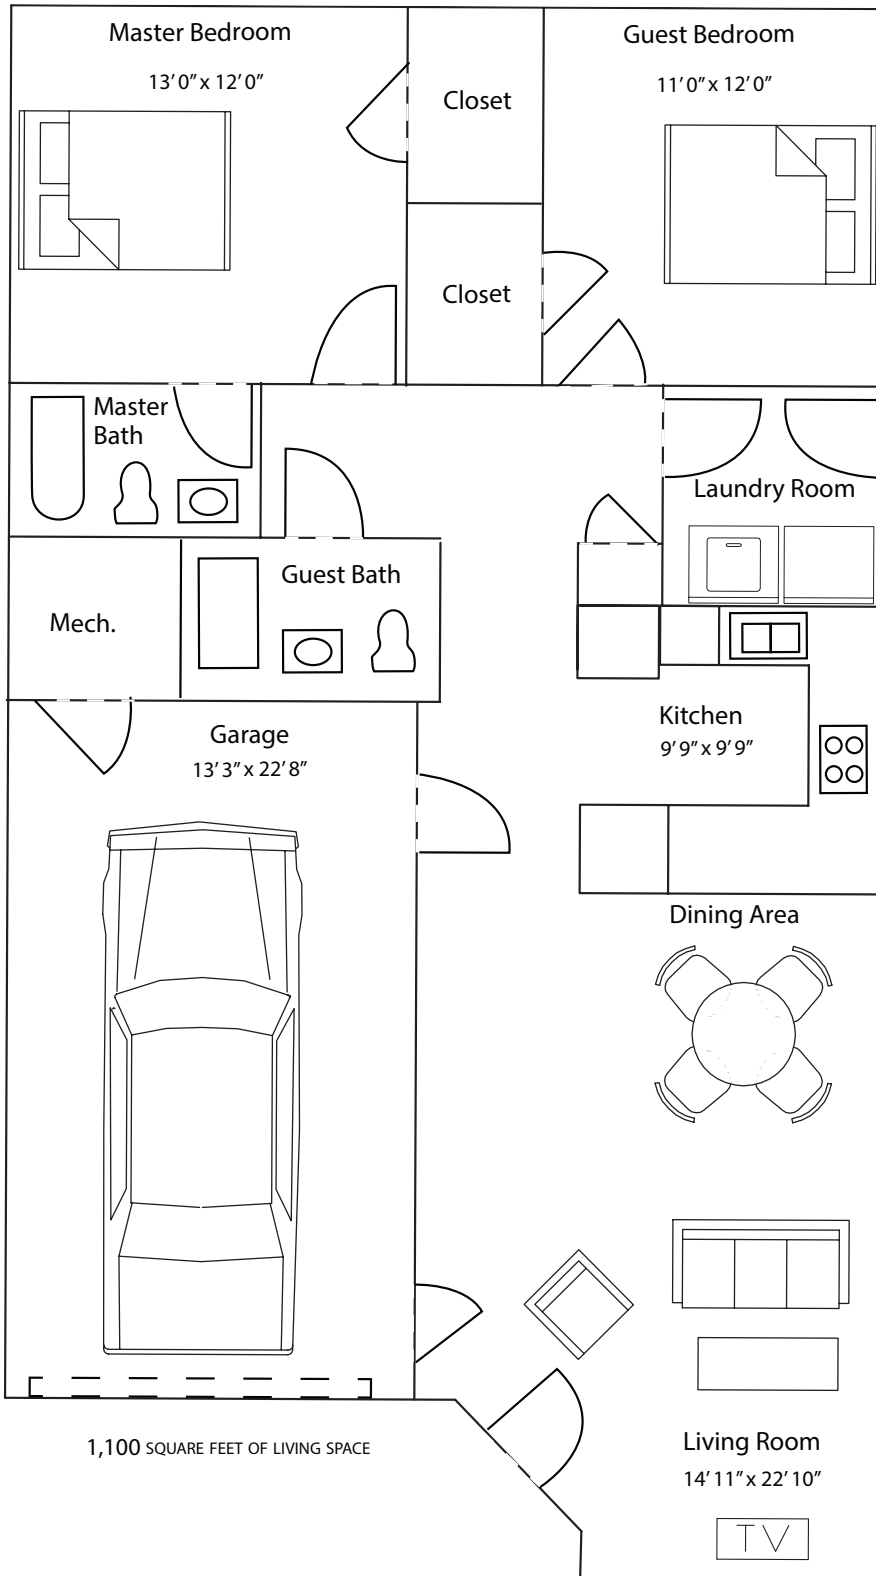 Master Bedroom
13'0" x 12'0"
Closet
Guest Bedroom
11'0" x 12'0"
Closet
Master
Bath
Laundry Room
Guest Bath
Mech.
Kitchen
9'9" x 9'9"
Garage
13'3" x 22'8"
Dining Area
1,100 SQUARE FEET OF LIVING SPACE
Living Room
14'11" x 22'10"
TV